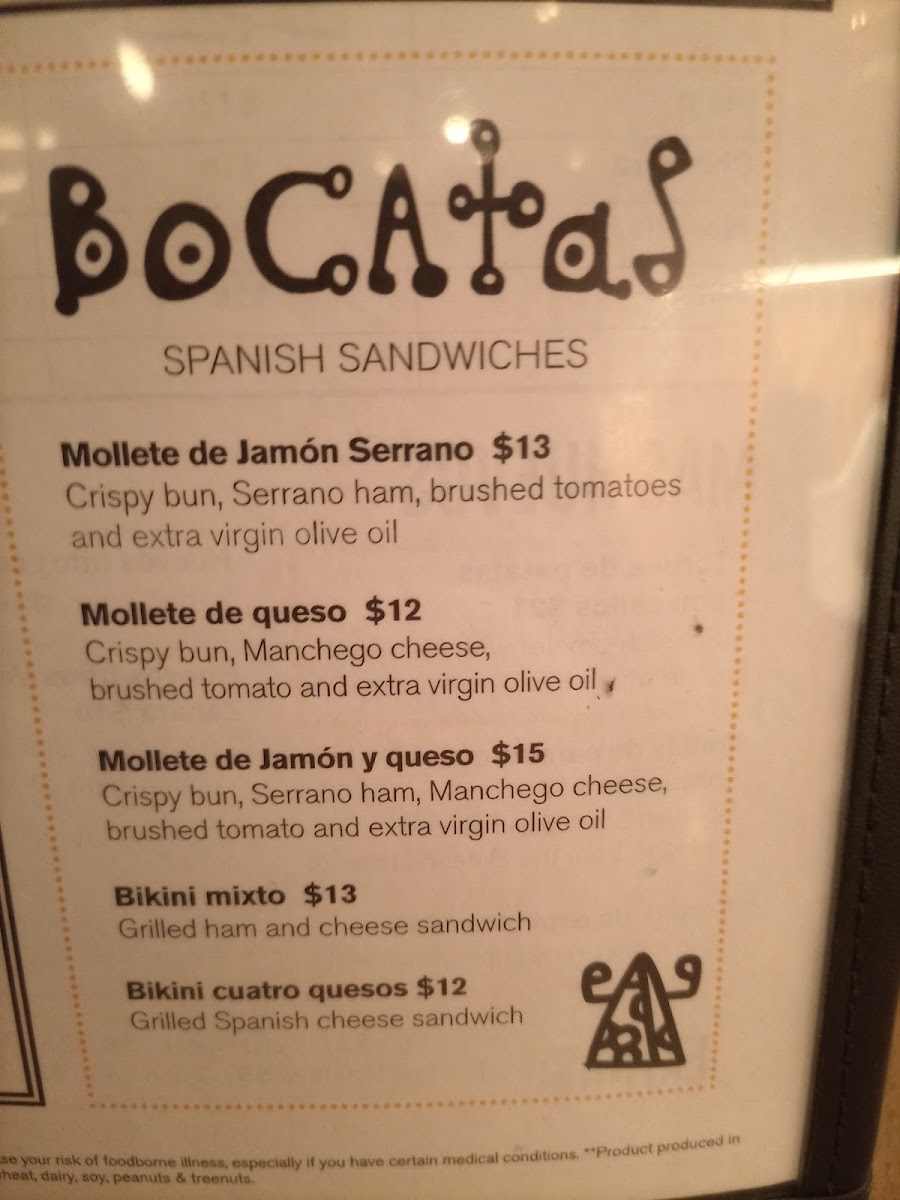 BoCATas
SPANISH SANDWICHES
Mollete de Jamón Serrano $13
Crispy bun, Serrano ham, brushed tomatoes
and extra virgin olive oil
Mollete de queso $12
Crispy bun, Manchego cheese,
brushed tomato and extra virgin olive oil
Mollete de Jamón y queso $15
Crispy bun, Serrano ham, Manchego cheese,
brushed tomato and extra virgin olive oil
Bikini mixto $13
Grilled ham and cheese sandwich
Bikini cuatro quesos $12
Grilled Spanish cheese sandwich
your risk of foodborne illness, especially if you have certain medical conditions. **Product produced in
dairy, soy, peanuts & treenuts.